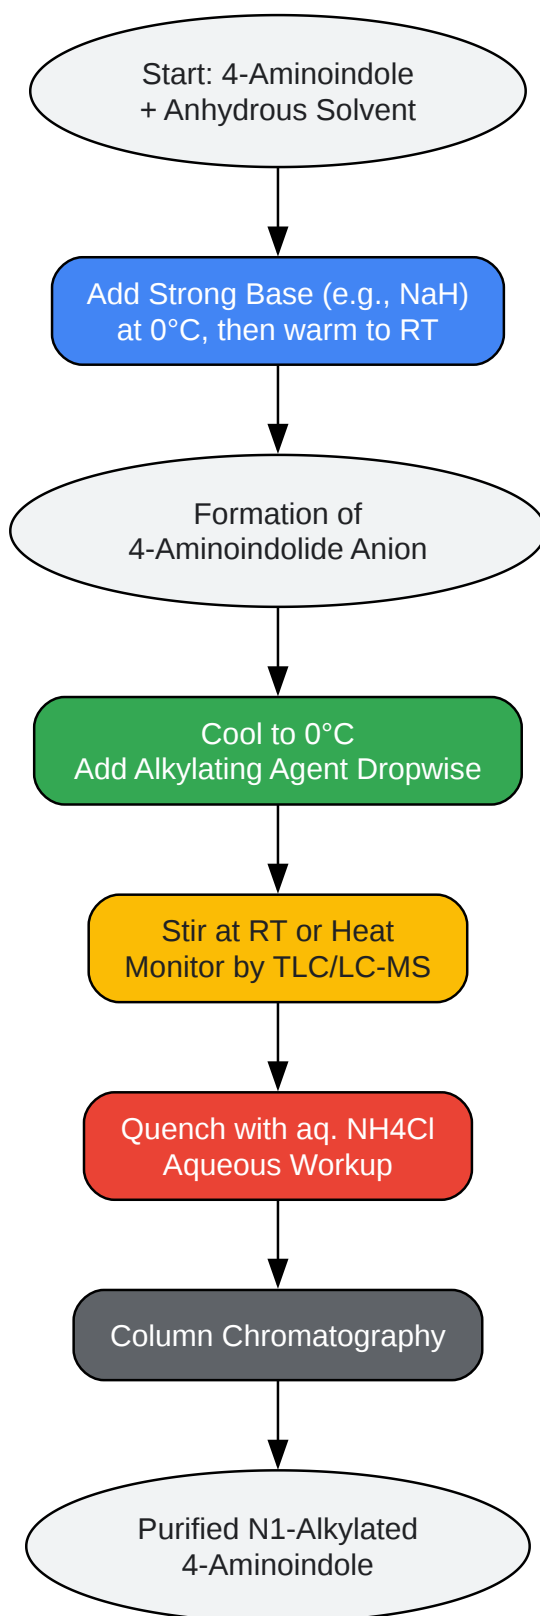 Start: 4-Aminoindole
+ Anhydrous Solvent
Add Strong Base (e.g., NaH)
at 0°C, then warm to RT
Formation of
4-Aminoindolide Anion
Cool to 0°C
Add Alkylating Agent Dropwise
Stir at RT or Heat
Monitor by TLC/LC-MS
Quench with aq. NH4Cl
Aqueous Workup
Column Chromatography
Purified N1-Alkylated
4-Aminoindole